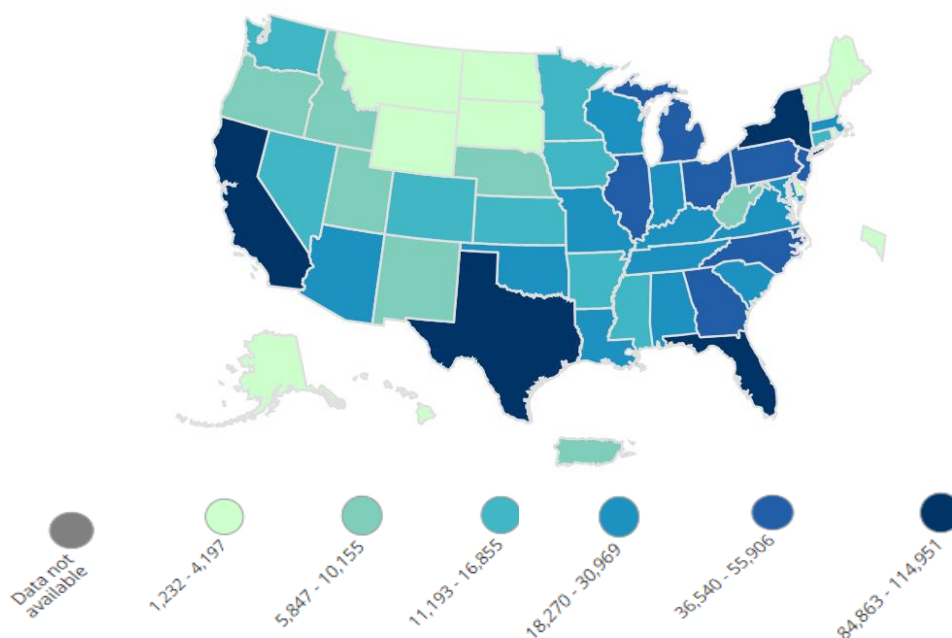 Data not
available
1,232 - 4,197
5,847 - 10,155
11,193 - 16,855
18,270 - 30,969
36,540 - 55,906
84,863 - 114,951